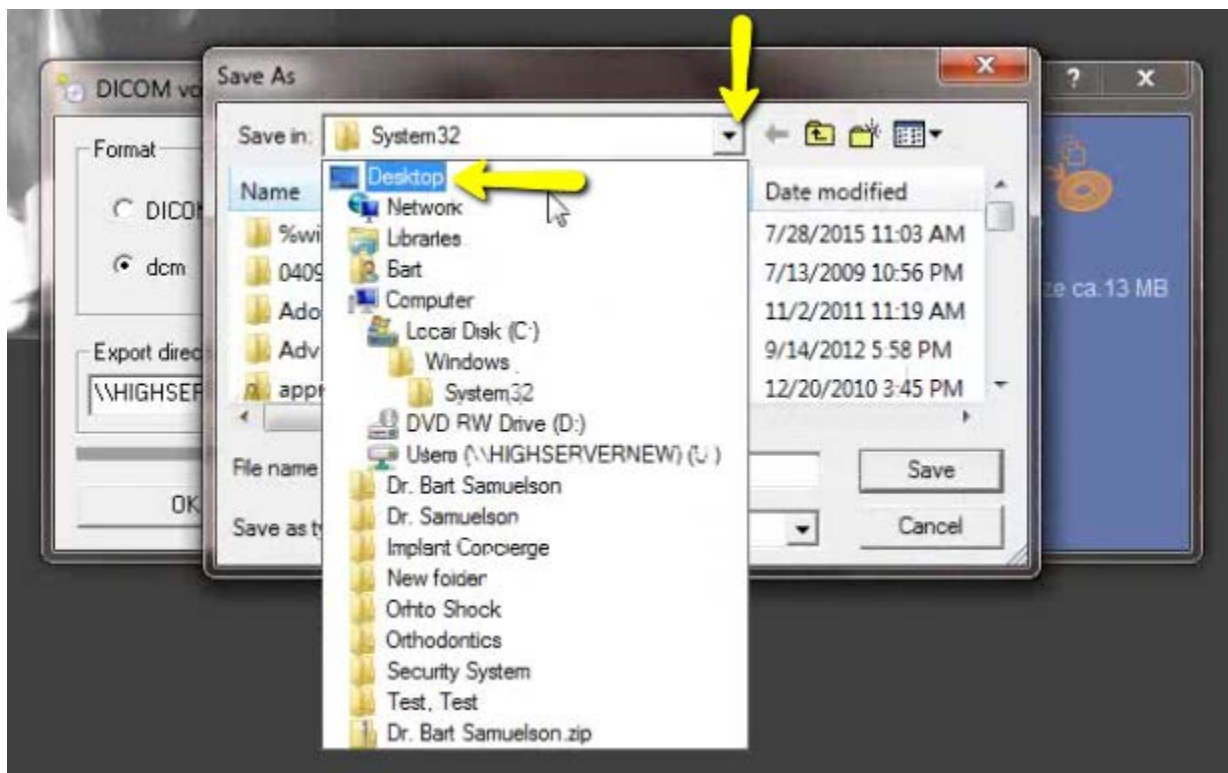 DICOM vo
Save As
? X
Format
DICO
dcm
Export direc
\\HIGHSER
OK
Save in:
System32
Name
Date modified
%wi
7/28/2015 11:03 AM
0409
7/13/2009 10:56 PM
Ado
11/2/2011 11:19 AM
Adv
9/14/2012 5:58 PM
appr
12/20/2010 3:45 PM
Desktop
Network
Libraries
Bart
Computer
Local Disk (C:)
Windows
System32
DVD RW Drive (D:)
Users (\\HIGHSERVERNEW) (U:)
Dr. Bart Samuelson
Dr. Samuelson
Implant Concierge
New folder
Orhto Shock
Orthodontics
Security System
Test, Test
Dr. Bart Samuelson.zip
File name
Save
Save as ty
Cancel
ze ca.13 MB